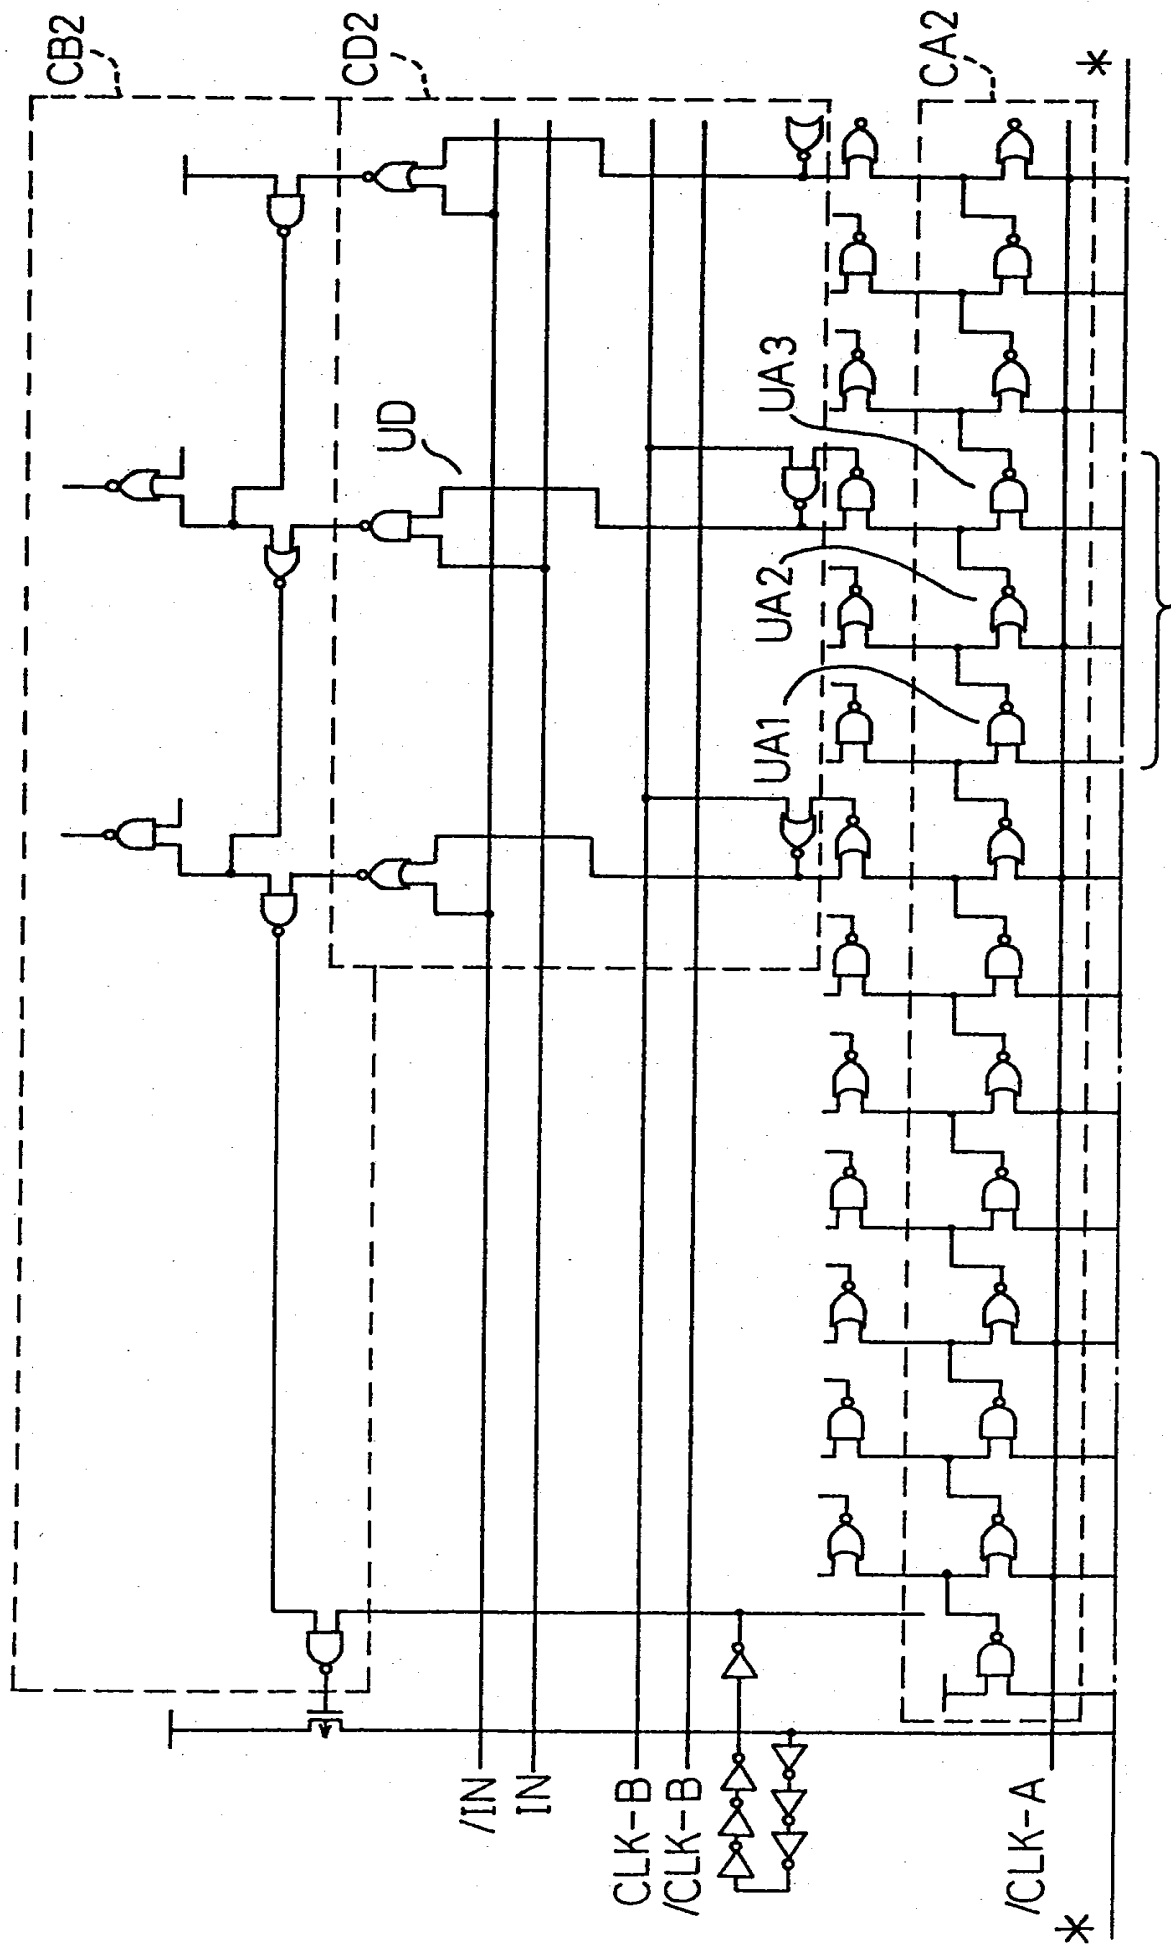 CB2
CD2
CA2
*
UD
UA3
UA2
UA1
/IN
IN
CLK-B
/CLK-B
/CLK-A
*